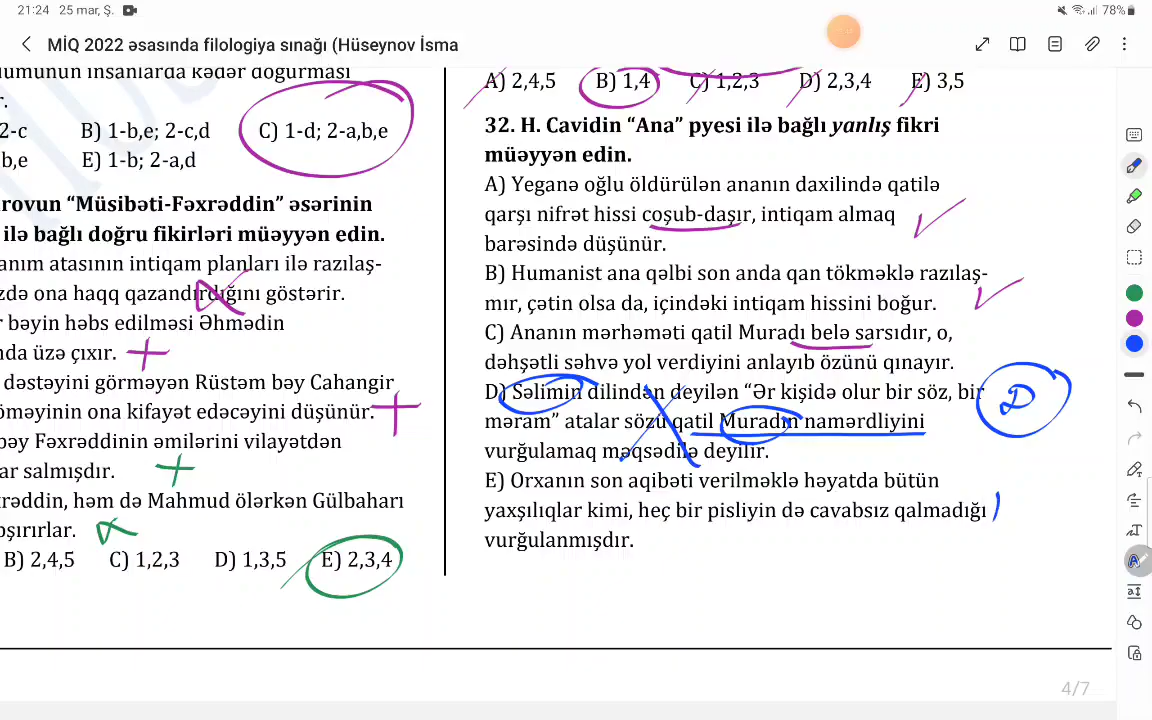 21:24 25 mar, Ş.
78%
MİQ 2022 əsasında filologiya sınağı (Hüseynov İsma
insanlarda kədər doğurması
r.
2-c B) 1-b,e; 2-c,d C) 1-d; 2-a,b,e
b,e E) 1-b; 2-a,d
rovun “Müsibəti-Fəxrəddin” əsərinin
ilə bağlı doğru fikirləri müəyyən edin.
anım atasının intiqam planları ilə razılaş-
zdə ona haqq qazandırdığını göstərir.
r bəyin həbs edilməsi Əhmədin
nda üzə çıxır.
dəstəyini görməyən Rüstəm bəy Cahangir
öməyinin ona kifayət edəcəyini düşünür.
bəy Fəxrəddinin əmilərini vilayətdən
ar salmışdır.
rəddin, həm də Mahmud ölərkən Gülbaharı
pşırırlar.
B) 2,4,5 C) 1,2,3 D) 1,3,5 E) 2,3,4
A) 2,4,5 B) 1,4 C) 1,2,3 D) 2,3,4 E) 3,5
32. H. Cavidin “Ana” pyesi ilə bağlı yanlış fikri
müəyyən edin.
A) Yeganə oğlu öldürülən ananın daxilində qatilə
qarşı nifrət hissi coşub-daşır, intiqam almaq
barəsində düşünür.
B) Humanist ana qəlbi son anda qan tökməklə razılaş-
mır, çətin olsa da, içindəki intiqam hissini boğur.
C) Ananın mərhəməti qatil Muradı belə sarsıdır, o,
dəhşətli səhvə yol verdiyini anlayıb özünü qınayır.
D) Səlimin dilindən deyilən “Ər kişidə olur bir söz, bir
məram” atalar sözü qatil Muradın namərdliyini
vurğulamaq məqsədilə deyilir.
D
E) Orxanın son aqibəti verilməklə həyatda bütün
yaxşılıqlar kimi, heç bir pisliyin də cavabsız qalmadığı
vurğulanmışdır.
4/7